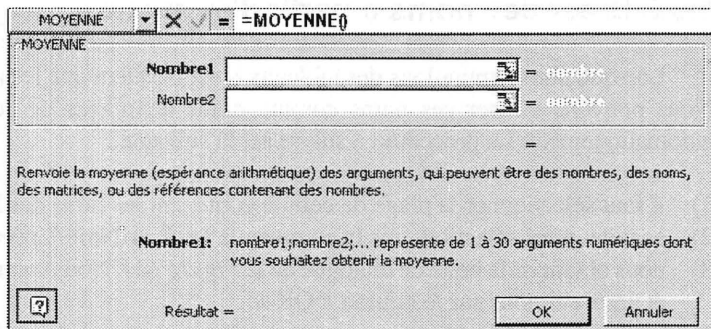 MOYENNE = =MOYENNE()
MOYENNE
Nombre1 = nombre
Nombre2 = nombre
=
Renvoie la moyenne (espérance arithmétique) des arguments, qui peuvent être des nombres, des noms,
des matrices, ou des références contenant des nombres.
Nombre1: nombre1;nombre2;... représente de 1 à 30 arguments numériques dont
vous souhaitez obtenir la moyenne.
? Résultat = OK Annuler